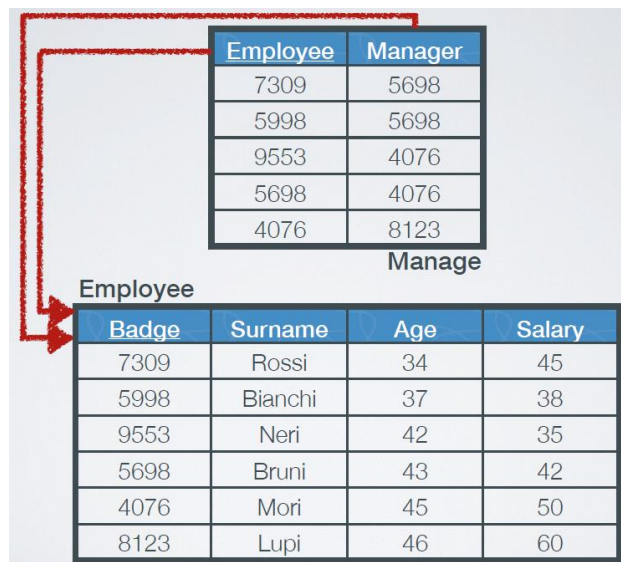 Employee Manager
7309 5698
5998 5698
9553 4076
5698 4076
4076 8123
Manage
Employee
Badge Surname Age Salary
7309 Rossi 34 45
5998 Bianchi 37 38
9553 Neri 42 35
5698 Bruni 43 42
4076 Mori 45 50
8123 Lupi 46 60